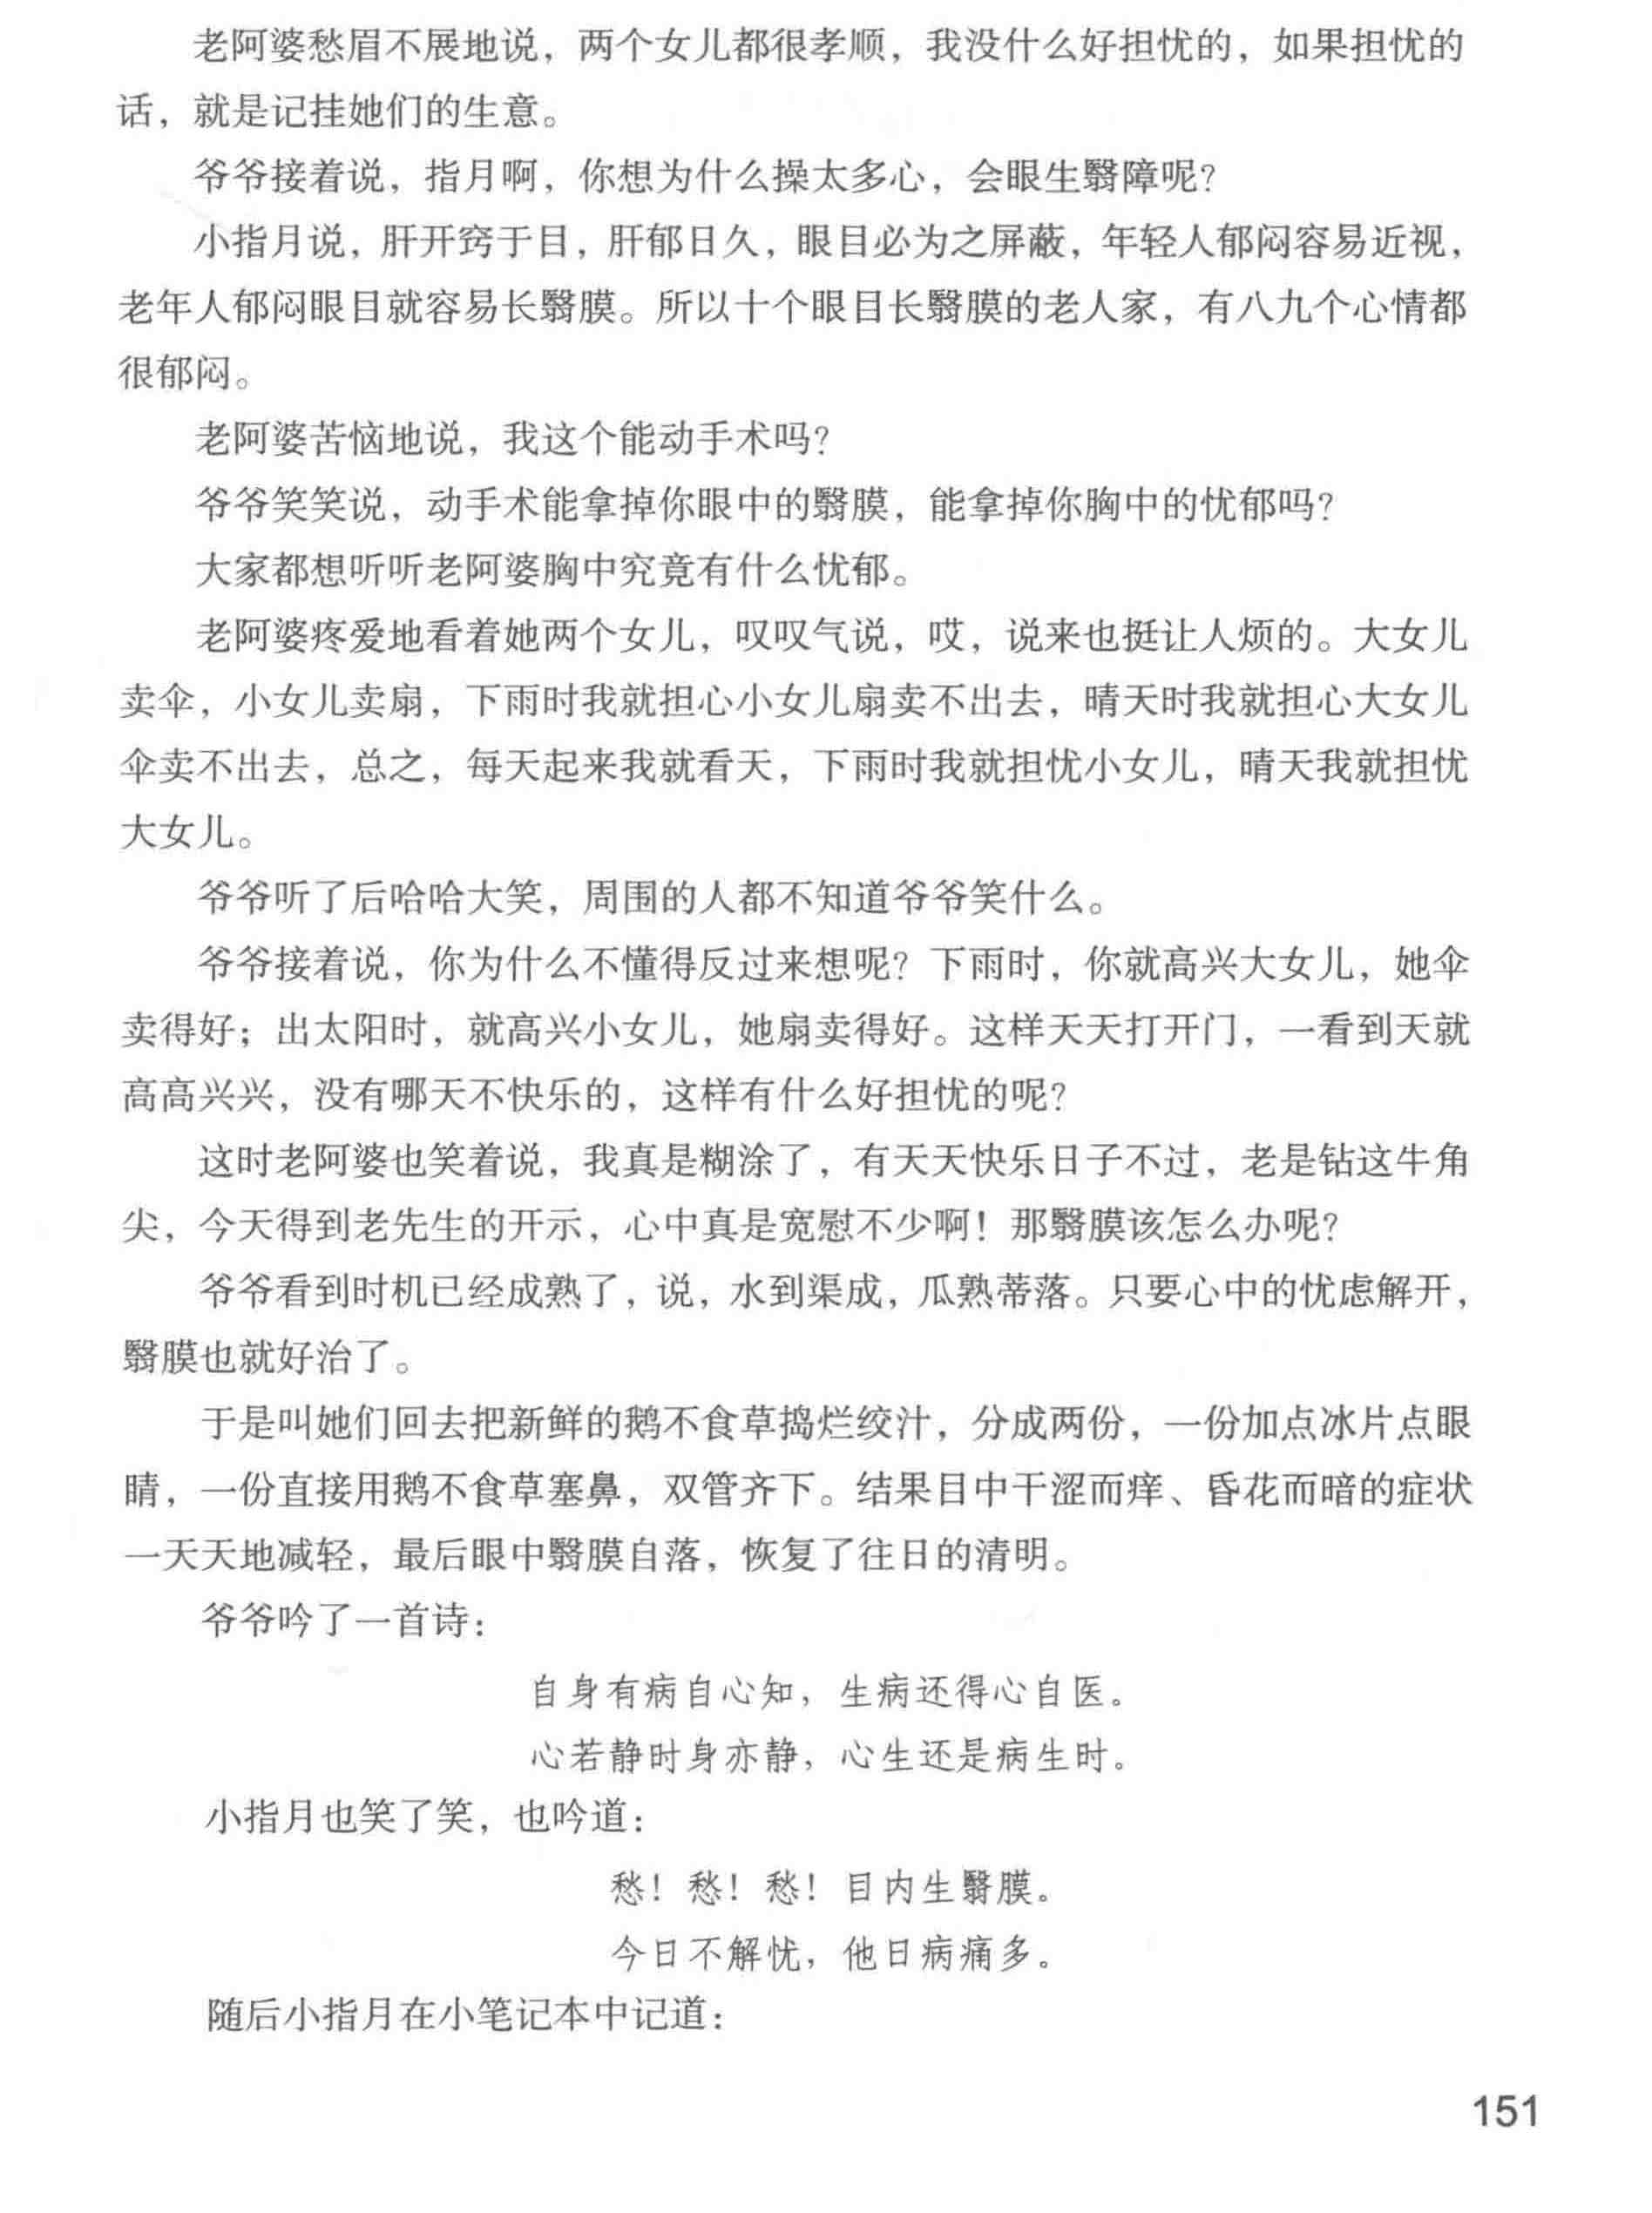 老阿婆愁眉不展地说，两个女儿都很孝顺，我没什么好担忧的，如果担忧的
话，就是记挂她们的生意。
爷爷接着说，指月啊，你想为什么操太多心，会眼生翳障呢？
小指月说，肝开窍于目，肝郁日久，眼目必为之屏蔽，年轻人郁闷容易近视，
老年人郁闷眼目就容易长翳膜。所以十个眼目长翳膜的老人家，有八九个心情都
很郁闷。
老阿婆苦恼地说，我这个能动手术吗？
爷爷笑笑说，动手术能拿掉你眼中的翳膜，能拿掉你胸中的忧郁吗？
大家都想听听老阿婆胸中究竟有什么忧郁。
老阿婆疼爱地看着她两个女儿，叹叹气说，哎，说来也挺让人烦的。大女儿
卖伞，小女儿卖扇，下雨时我就担心小女儿扇卖不出去，晴天时我就担心大女儿
伞卖不出去，总之，每天起来我就看天，下雨时我就担忧小女儿，晴天我就担忧
大女儿。
爷爷听了后哈哈大笑，周围的人都不知道爷爷笑什么。
爷爷接着说，你为什么不懂得反过来想呢？下雨时，你就高兴大女儿，她伞
卖得好；出太阳时，就高兴小女儿，她扇卖得好。这样天天打开门，一看到天就
高高兴兴，没有哪天不快乐的，这样有什么好担忧的呢？
这时老阿婆也笑着说，我真是糊涂了，有天天快乐日子不过，老是钻这牛角
尖，今天得到老先生的开示，心中真是宽慰不少啊！那翳膜该怎么办呢？
爷爷看到时机已经成熟了，说，水到渠成，瓜熟蒂落。只要心中的忧虑解开，
翳膜也就好治了。
于是叫她们回去把新鲜的鹅不食草捣烂绞汁，分成两份，一份加点冰片点眼
睛，一份直接用鹅不食草塞鼻，双管齐下。结果目中干涩而痒、昏花而暗的症状
一天天地减轻，最后眼中翳膜自落，恢复了往日的清明。
爷爷吟了一首诗：
自身有病自心知，生病还得心自医。
心若静时身亦静，心生还是病生时。
小指月也笑了笑，也吟道：
愁！愁！愁！目内生翳膜。
今日不解忧，他日病痛多。
随后小指月在小笔记本中记道：
151